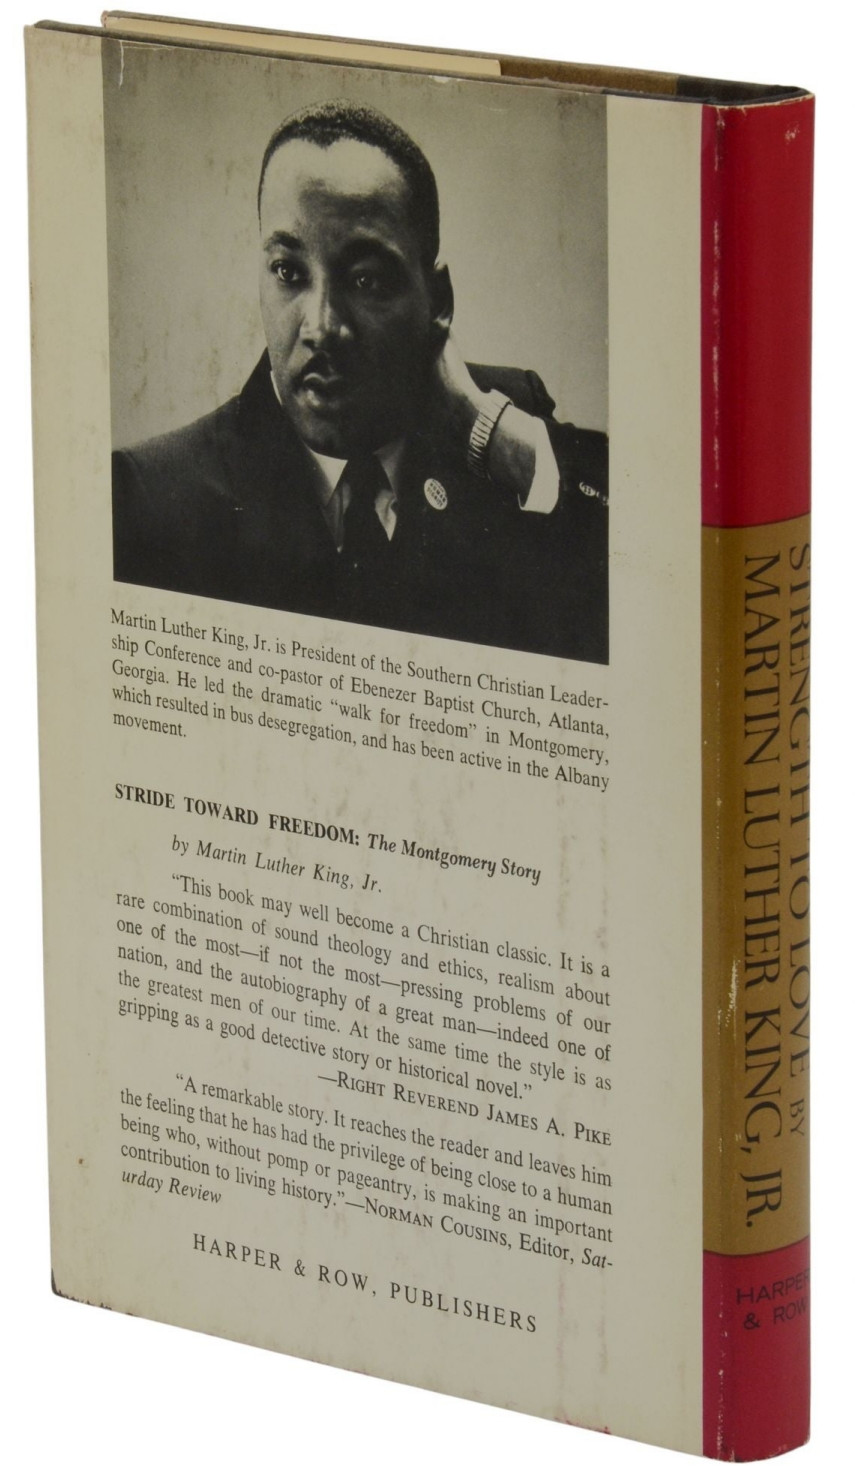 Martin Luther King, Jr. is President of the Southern Christian Leader-
ship Conference and co-pastor of Ebenezer Baptist Church, Atlanta,
Georgia. He led the dramatic “walk for freedom” in Montgomery,
which resulted in bus desegregation, and has been active in the Albany
movement.
STRIDE TOWARD FREEDOM: The Montgomery Story
by Martin Luther King, Jr.
“This book may well become a Christian classic. It is a
rare combination of sound theology and ethics, realism about
one of the most—if not the most—pressing problems of our
nation, and the autobiography of a great man—indeed one of
the greatest men of our time. At the same time the style is as
gripping as a good detective story or historical novel.”
—RIGHT REVEREND JAMES A. PIKE
“A remarkable story. It reaches the reader and leaves him
the feeling that he has had the privilege of being close to a human
being who, without pomp or pageantry, is making an important
contribution to living history.”—NORMAN COUSINS, Editor, Sat-
urday Review
HARPER & ROW, PUBLISHERS
STRENGTH TO LOVE BY
MARTIN LUTHER KING, JR.
HARPER
& ROW